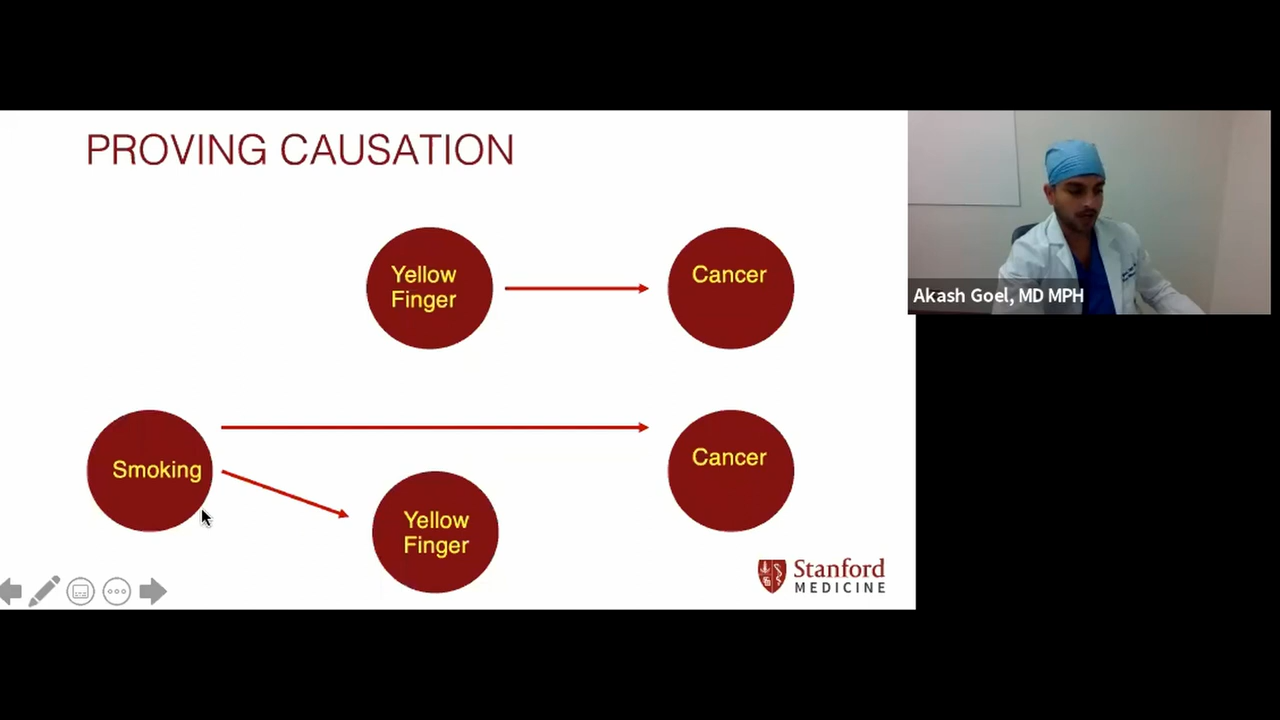 PROVING CAUSATION
Yellow
Finger
Cancer
Akash Goel, MD MPH
Smoking
Cancer
Yellow
Finger
Stanford
MEDICINE